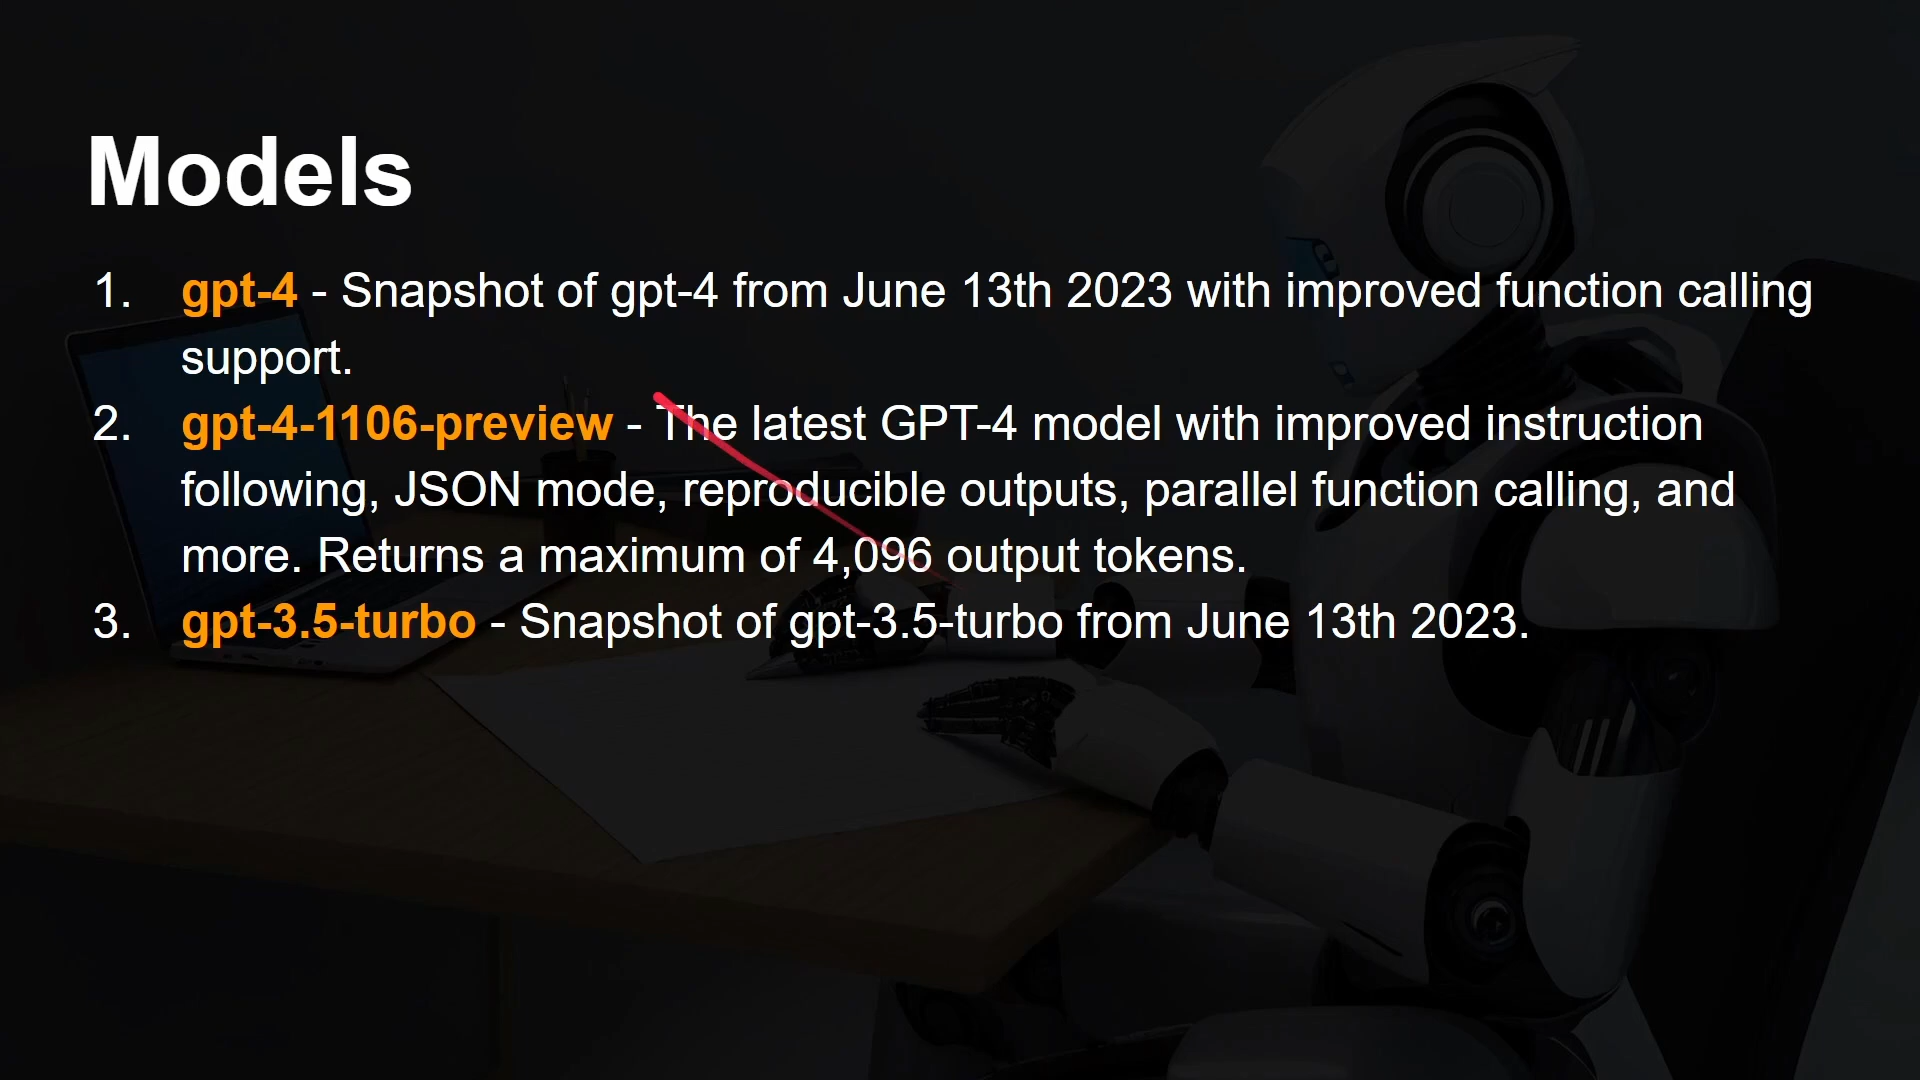 Models
1. gpt-4 - Snapshot of gpt-4 from June 13th 2023 with improved function calling
support.
2. gpt-4-1106-preview - The latest GPT-4 model with improved instruction
following, JSON mode, reproducible outputs, parallel function calling, and
more. Returns a maximum of 4,096 output tokens.
3. gpt-3.5-turbo - Snapshot of gpt-3.5-turbo from June 13th 2023.